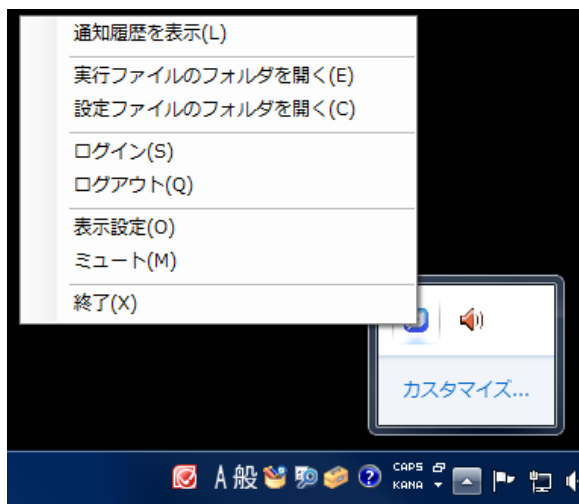 通知履歴を表示(L)
実行ファイルのフォルダを開く(E)
設定ファイルのフォルダを開く(C)
ログイン(S)
ログアウト(Q)
表示設定(O)
ミュート(M)
終了(X)
カスタマイズ...
A 般
CAPS
KANA